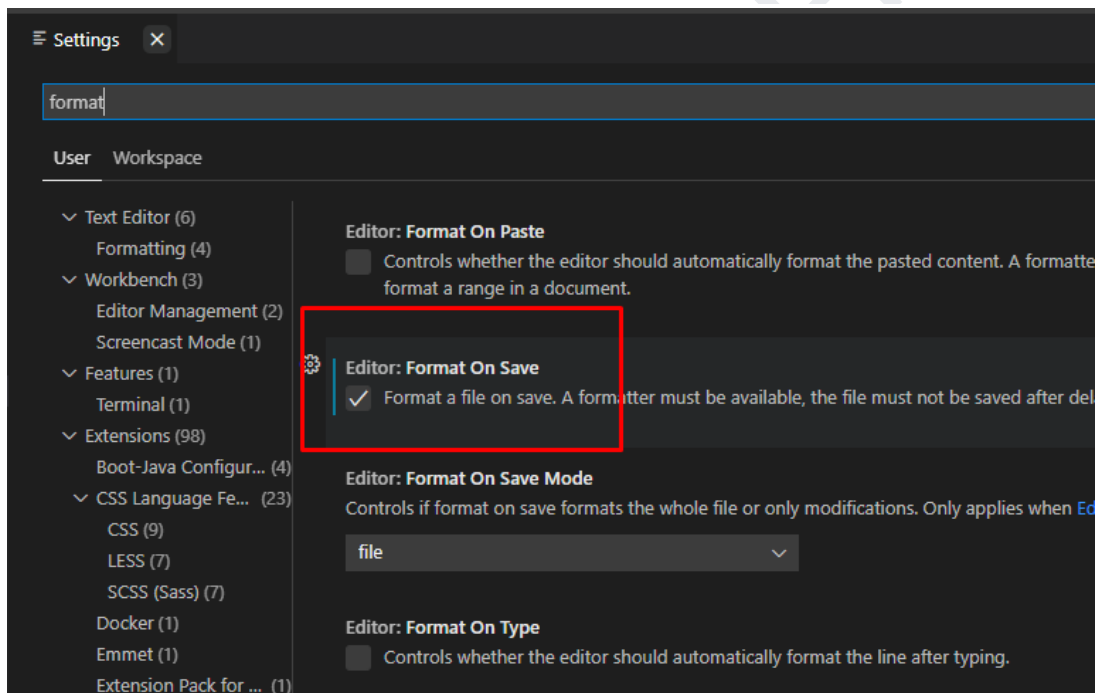 Settings
format
User Workspace
Text Editor (6)
Formatting (4)
Workbench (3)
Editor Management (2)
Screencast Mode (1)
Features (1)
Terminal (1)
Extensions (98)
Boot-Java Configur... (4)
CSS Language Fe... (23)
CSS (9)
LESS (7)
SCSS (Sass) (7)
Docker (1)
Emmet (1)
Extension Pack for ... (1)
Editor: Format On Paste
Controls whether the editor should automatically format the pasted content. A formatte
format a range in a document.
Editor: Format On Save
Format a file on save. A formatter must be available, the file must not be saved after del
Editor: Format On Save Mode
Controls if format on save formats the whole file or only modifications. Only applies when Ed
file
Editor: Format On Type
Controls whether the editor should automatically format the line after typing.